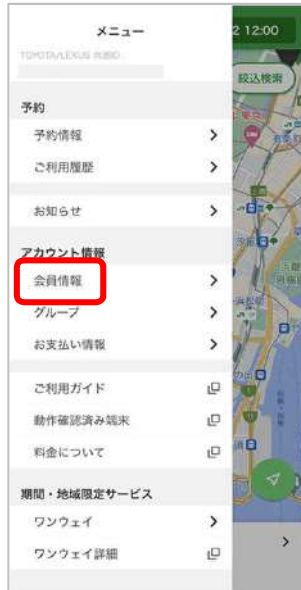 メニュー
2 12:00
TOYOTA/LEXUS
絞込検索
予約
予約情報
ご利用履歴
お知らせ
アカウント情報
会員情報
グループ
お支払い情報
ご利用ガイド
動作確認済み端末
料金について
期間・地域限定サービス
ワンウェイ
ワンウェイ詳細